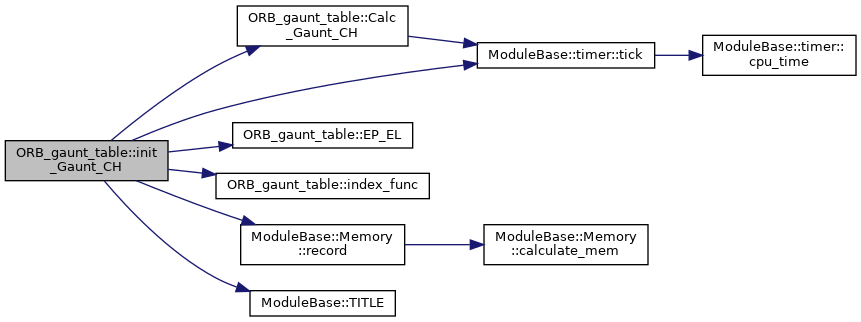 ORB_gaunt_table::init
_Gaunt_CH
ORB_gaunt_table::Calc
_Gaunt_CH
ModuleBase::timer::tick
ModuleBase::timer::
cpu_time
ORB_gaunt_table::EP_EL
ORB_gaunt_table::index_func
ModuleBase::Memory
::record
ModuleBase::Memory
::calculate_mem
ModuleBase::TITLE